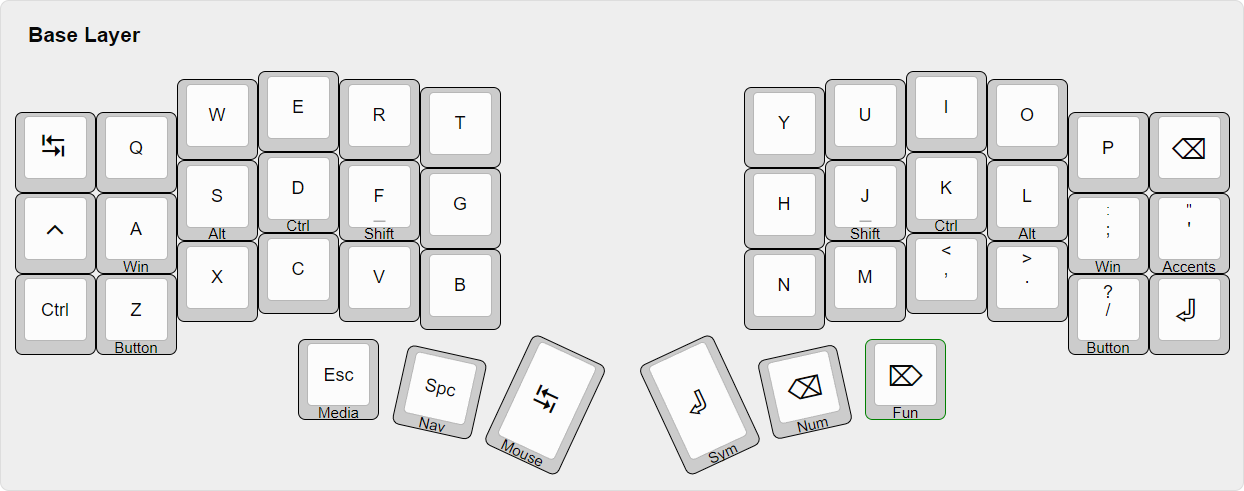 Base Layer
E
W
R
T
Q
D
S
F
G
Ctrl
Alt
Shift
A
Win
C
X
V
B
Ctrl
Z
Button
I
U
O
Y
P
K
J
L
H
Ctrl
Shift
Alt
:
;
Win
"
'
Accents
<
,
>
.
M
N
?
/
Button
Esc
Media
Spc
Nav
Mouse
Sym
Num
Fun